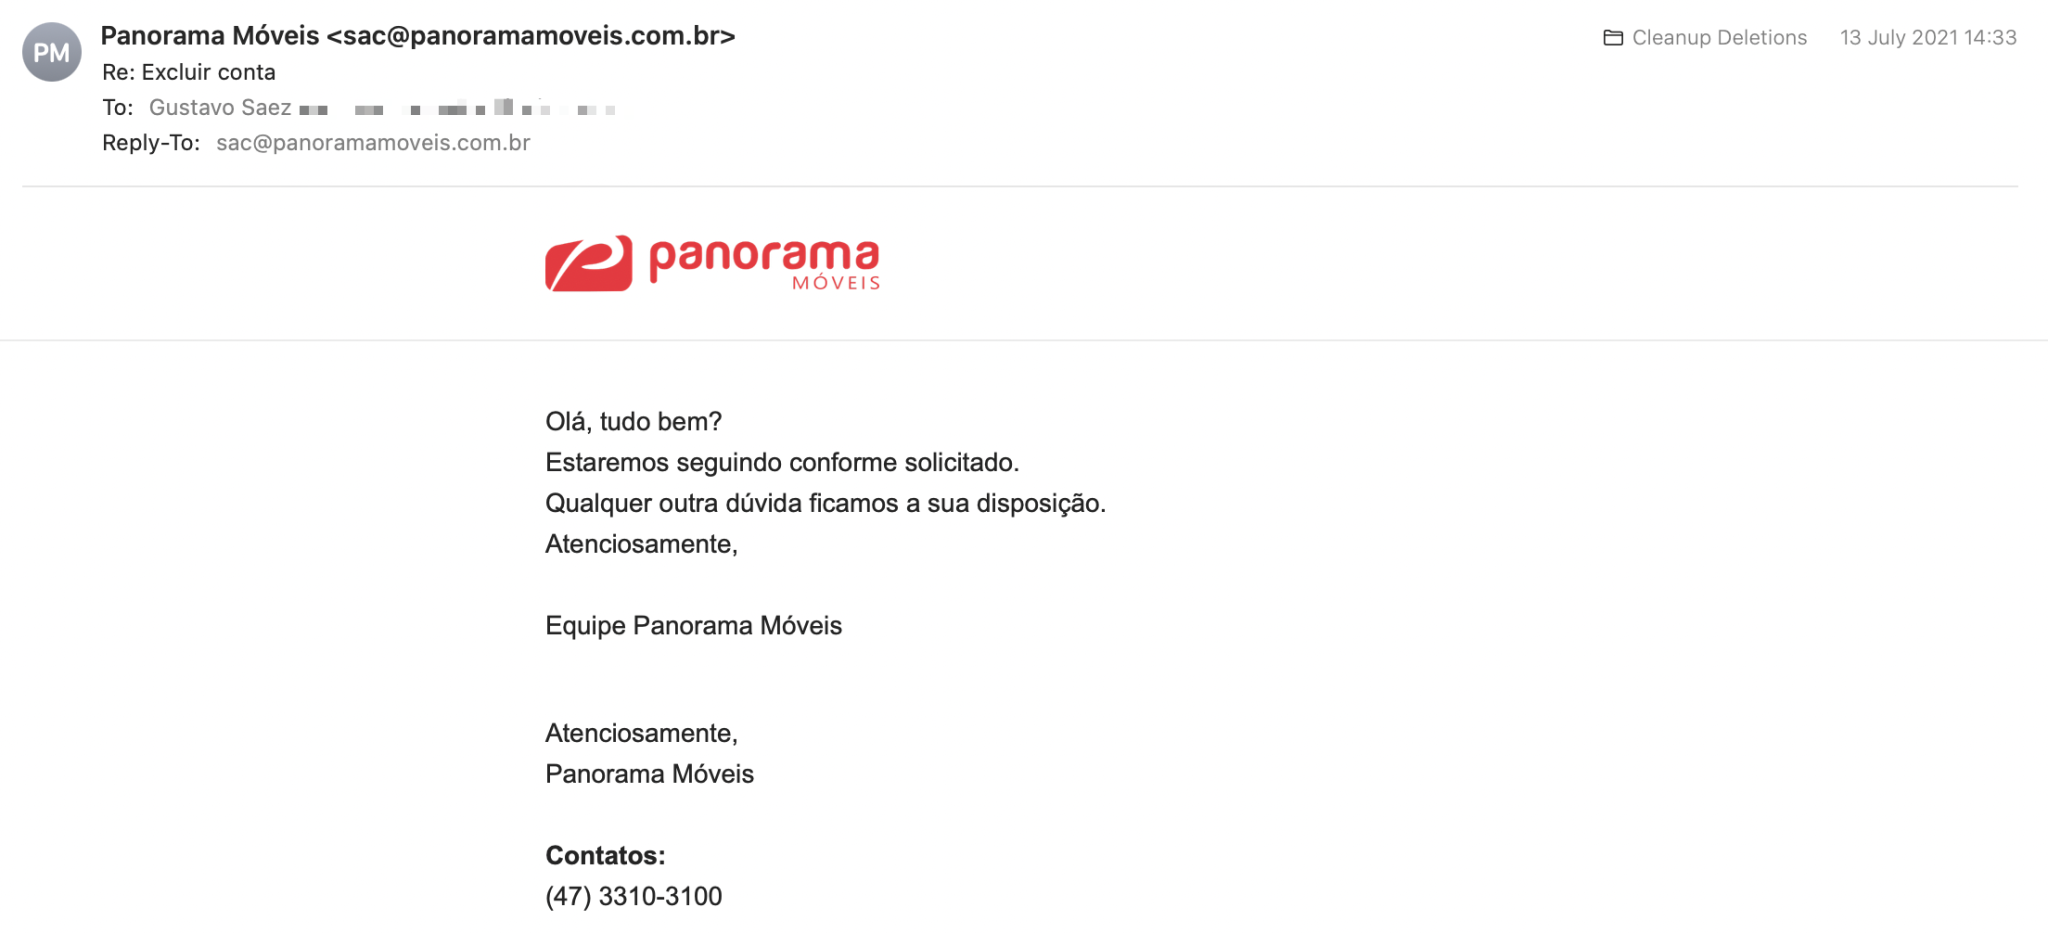 PM
Panorama Móveis <sac@panoramamoveis.com.br>
Cleanup Deletions
13 July 2021 14:33
Re: Excluir conta
To: Gustavo Saez
Reply-To: sac@panoramamoveis.com.br
panorama
MÓVEIS
Olá, tudo bem?
Estaremos seguindo conforme solicitado.
Qualquer outra dúvida ficamos a sua disposição.
Atenciosamente,
Equipe Panorama Móveis
Atenciosamente,
Panorama Móveis
Contatos:
(47) 3310-3100